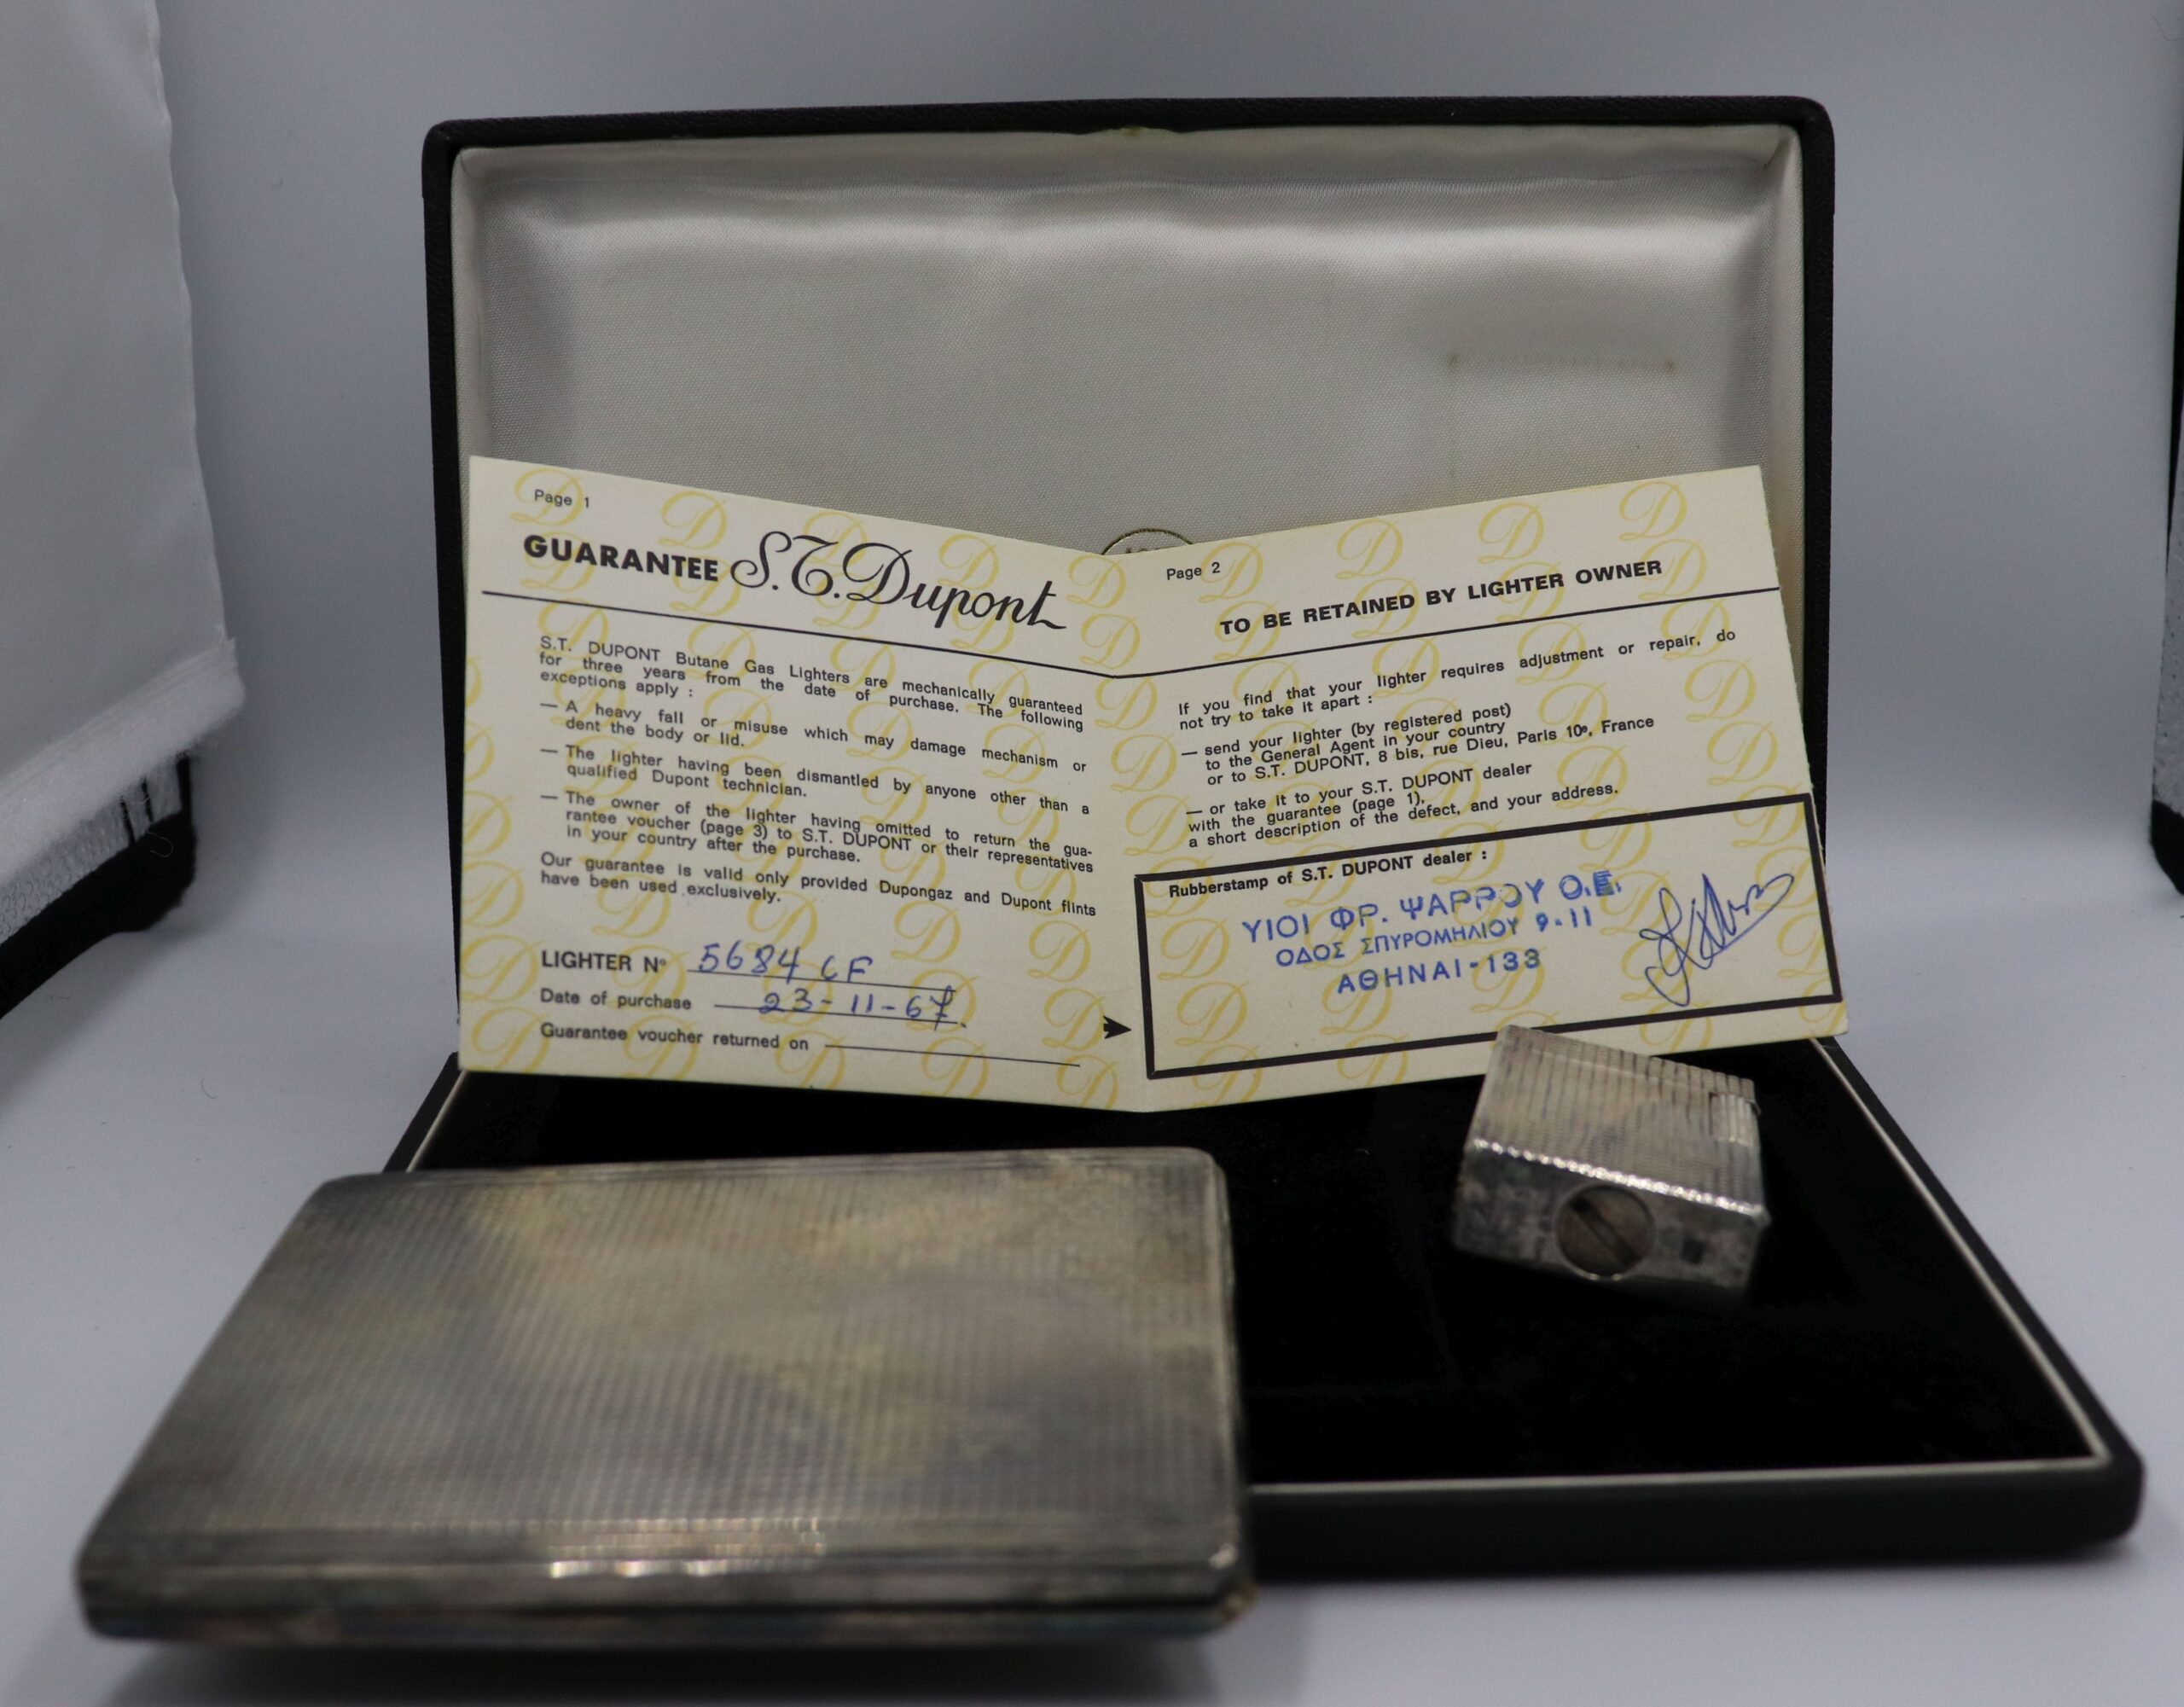 Page 1
GUARANTEE S.T. Dupont
S.T. DUPONT Butane Gas Lighters are mechanically guaranteed
for three years from the date of purchase. The following
exceptions apply :
— A heavy fall or misuse which may damage mechanism or
dent the body or lid.
— The lighter having been dismantled by anyone other than a
qualified Dupont technician.
— The owner of the lighter having omitted to return the gua-
rantee voucher (page 3) to S.T. DUPONT or their representatives
in your country after the purchase.
Our guarantee is valid only provided Dupongaz and Dupont flints
have been used exclusively.
LIGHTER N° 5684 CF
Date of purchase 23-11-67.
Guarantee voucher returned on
Page 2
TO BE RETAINED BY LIGHTER OWNER
If you find that your lighter requires adjustment or repair, do
not try to take it apart :
— send your lighter (by registered post)
to the General Agent in your country
or to S.T. DUPONT, 8 bis, rue Dieu, Paris 10e, France
— or take it to your S.T. DUPONT dealer
with the guarantee (page 1),
a short description of the defect, and your address.
Rubberstamp of S.T. DUPONT dealer :
ΥΙΟΙ ΦΡ. ΨΑΡΡΟΥ Ο.Ε.
ΟΔΟΣ ΣΠΥΡΟΜΗΛΙΟΥ 9-11
ΑΘΗΝΑΙ-133